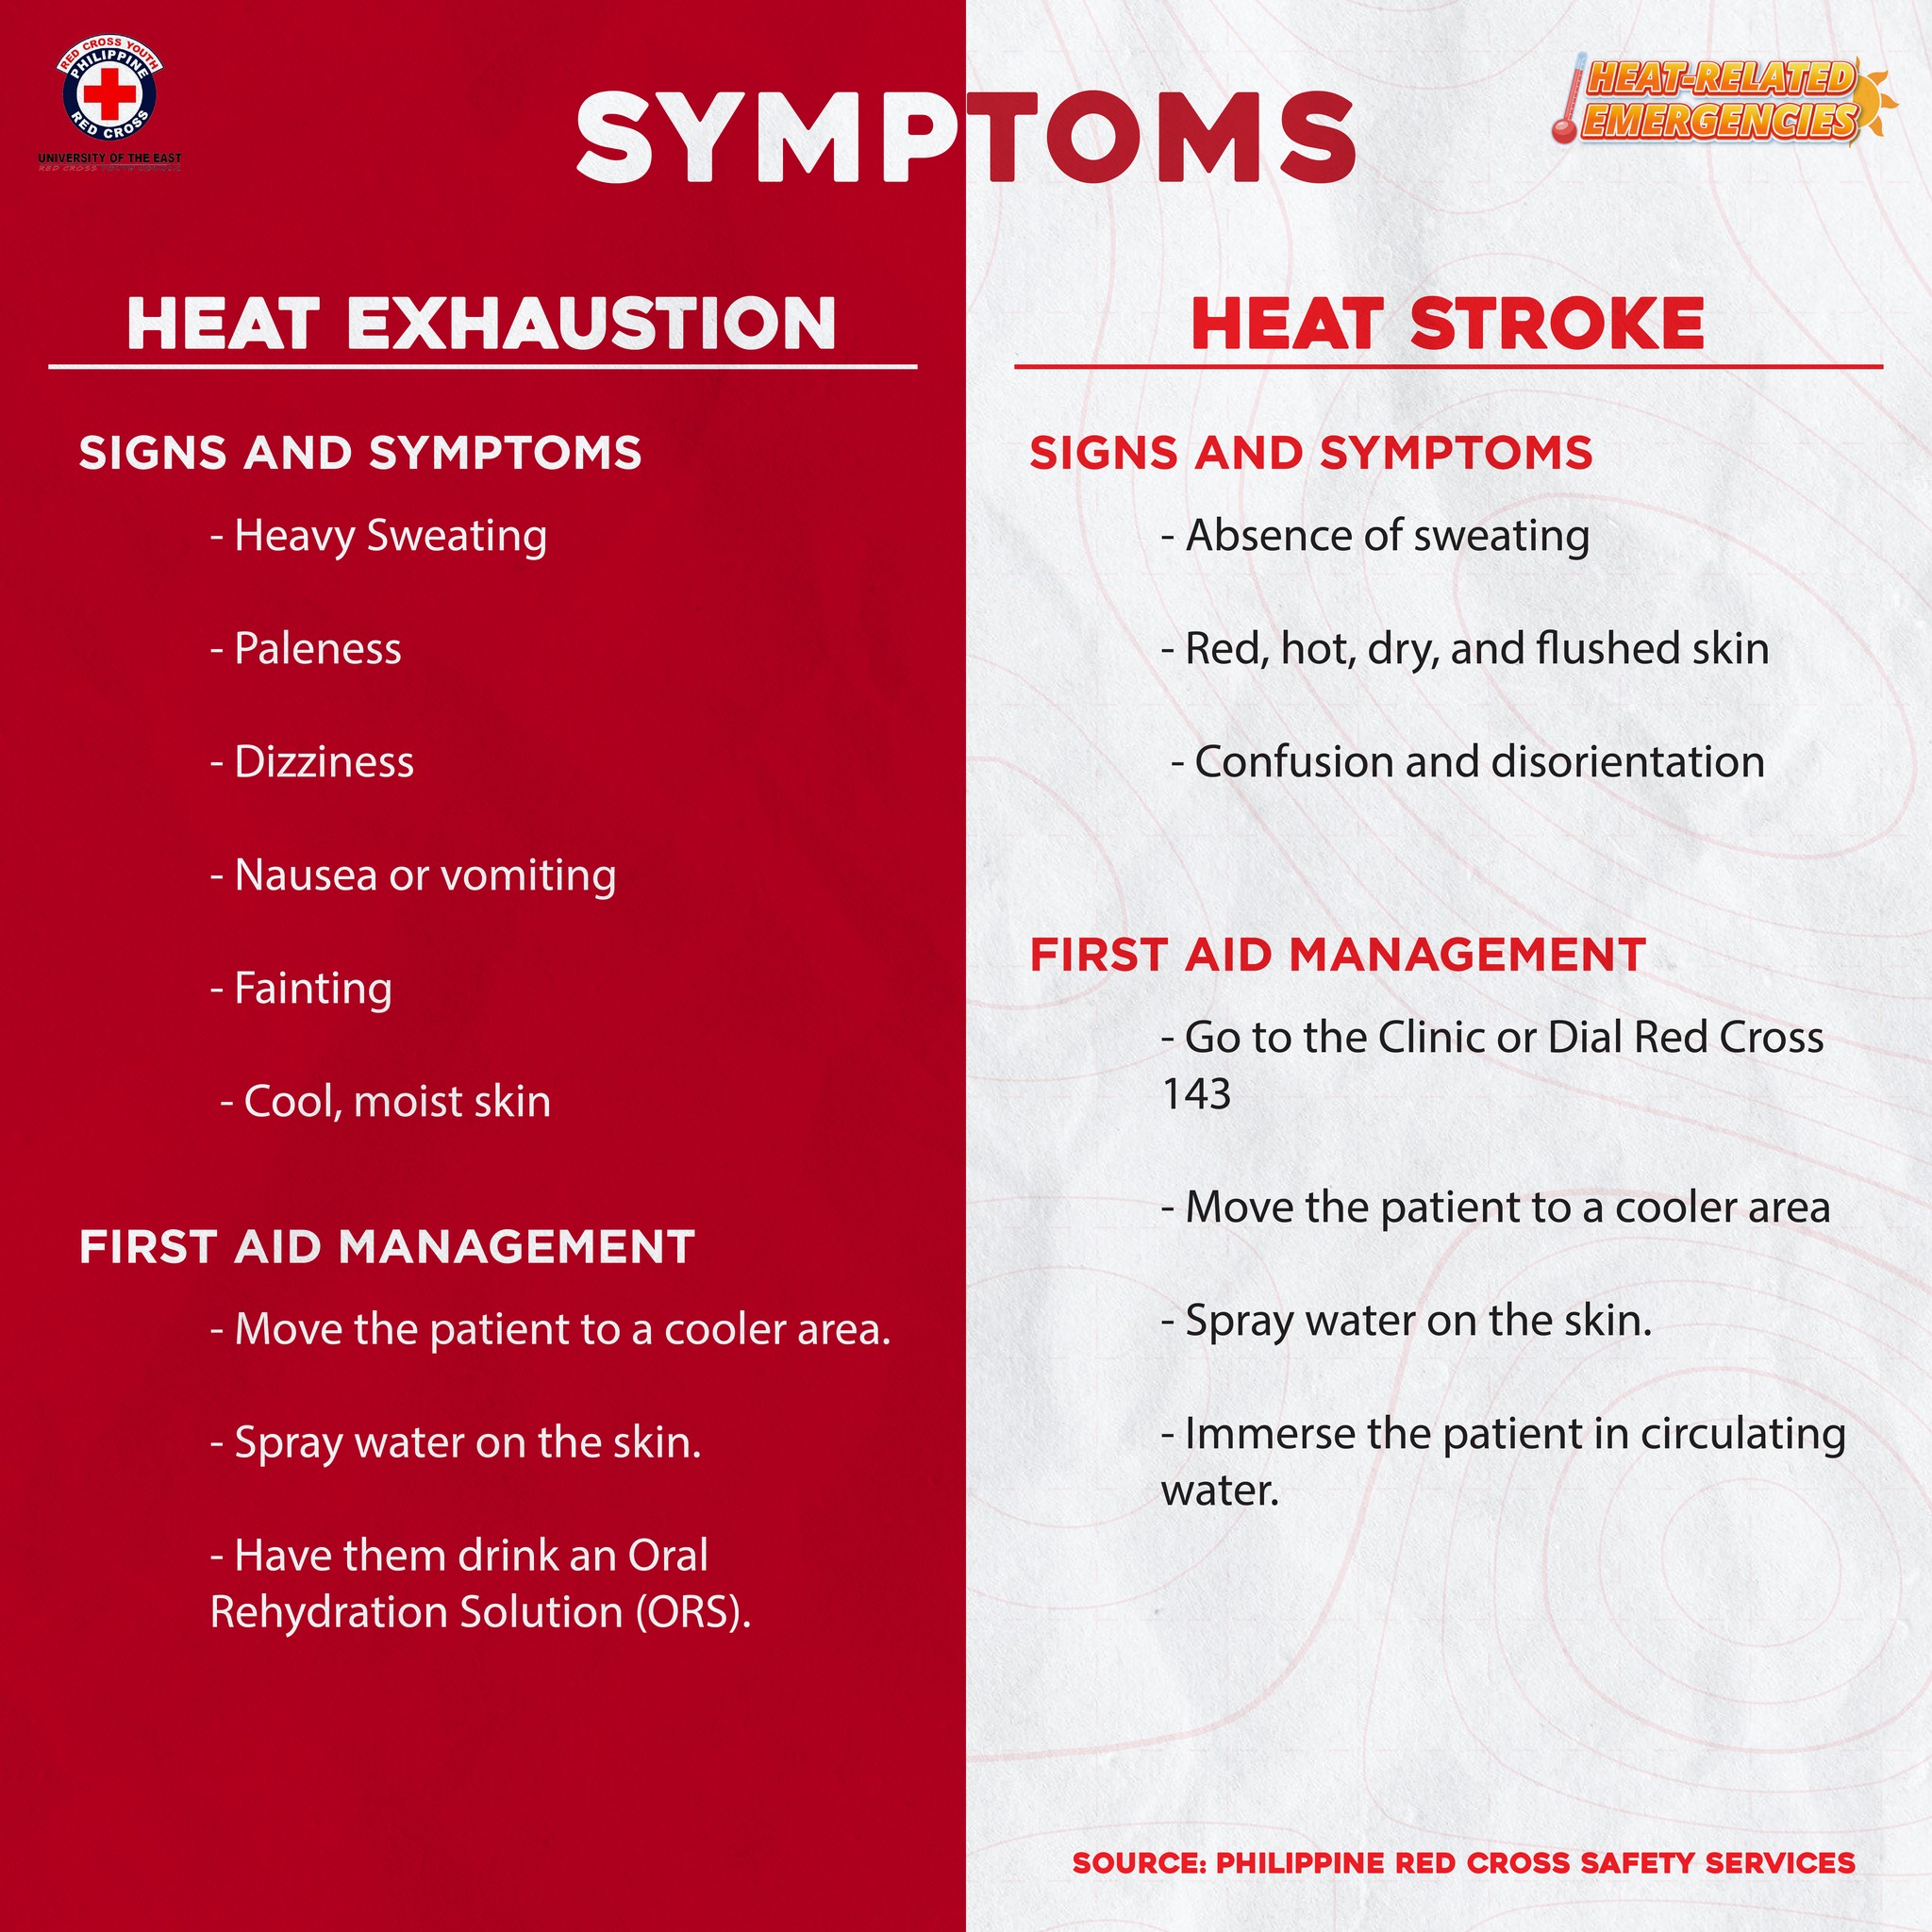 RED CROSS YOUTH
PHILIPPINE
RED CROSS
UNIVERSITY OF THE EAST
HEAT-RELATED
EMERGENCIES
SYMPTOMS
HEAT EXHAUSTION
SIGNS AND SYMPTOMS
- Heavy Sweating
- Paleness
- Dizziness
- Nausea or vomiting
- Fainting
- Cool, moist skin
FIRST AID MANAGEMENT
- Move the patient to a cooler area.
- Spray water on the skin.
- Have them drink an Oral
Rehydration Solution (ORS).
HEAT STROKE
SIGNS AND SYMPTOMS
- Absence of sweating
- Red, hot, dry, and flushed skin
- Confusion and disorientation
FIRST AID MANAGEMENT
- Go to the Clinic or Dial Red Cross
143
- Move the patient to a cooler area
- Spray water on the skin.
- Immerse the patient in circulating
water.
SOURCE: PHILIPPINE RED CROSS SAFETY SERVICES